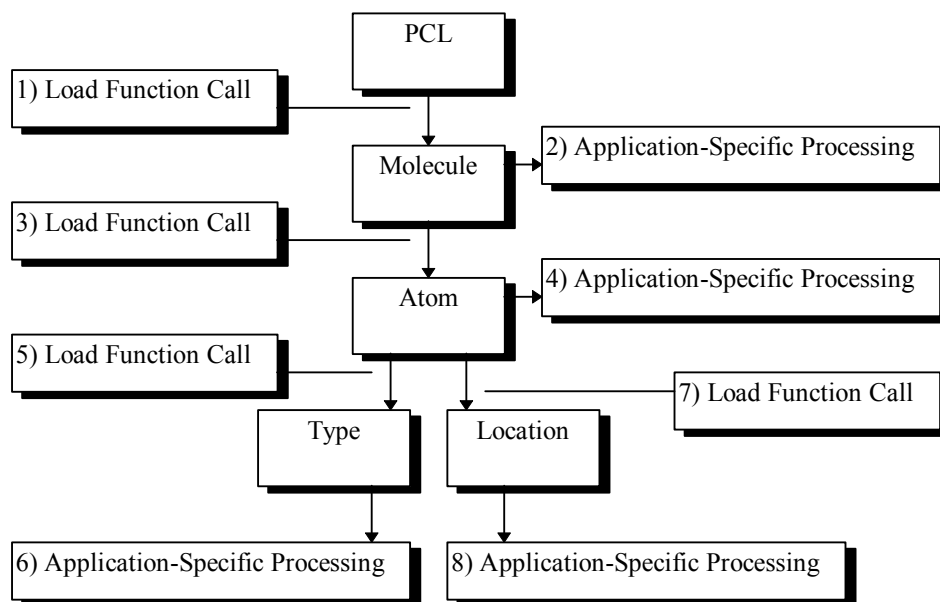 PCL
1) Load Function Call
Molecule
2) Application-Specific Processing
3) Load Function Call
Atom
4) Application-Specific Processing
5) Load Function Call
7) Load Function Call
Type
Location
6) Application-Specific Processing
8) Application-Specific Processing